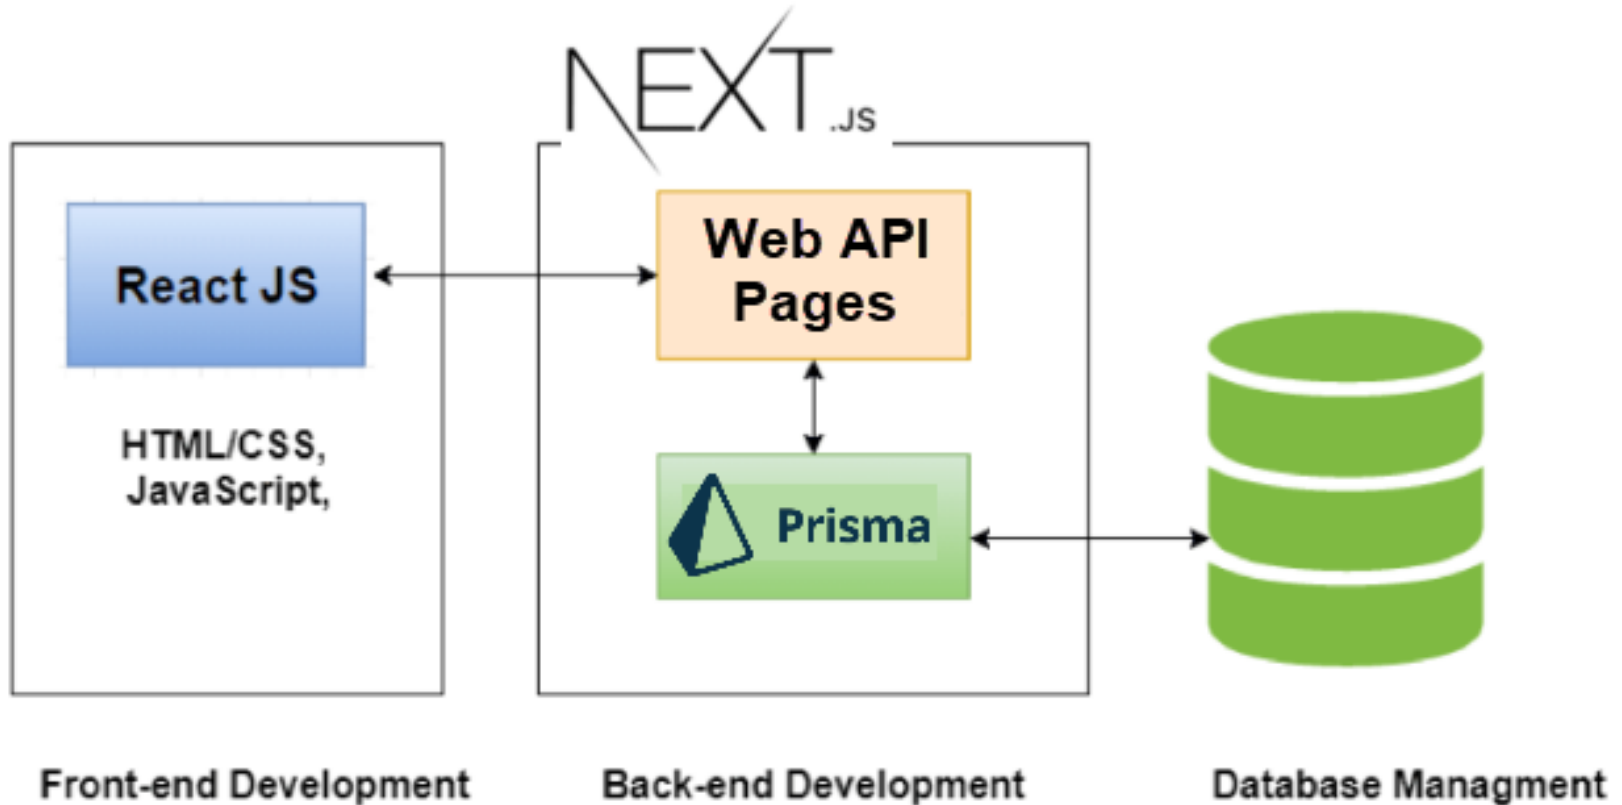 NEXT.JS
React JS
HTML/CSS,
JavaScript,
Web API
Pages
Prisma
Front-end Development
Back-end Development
Database Managment